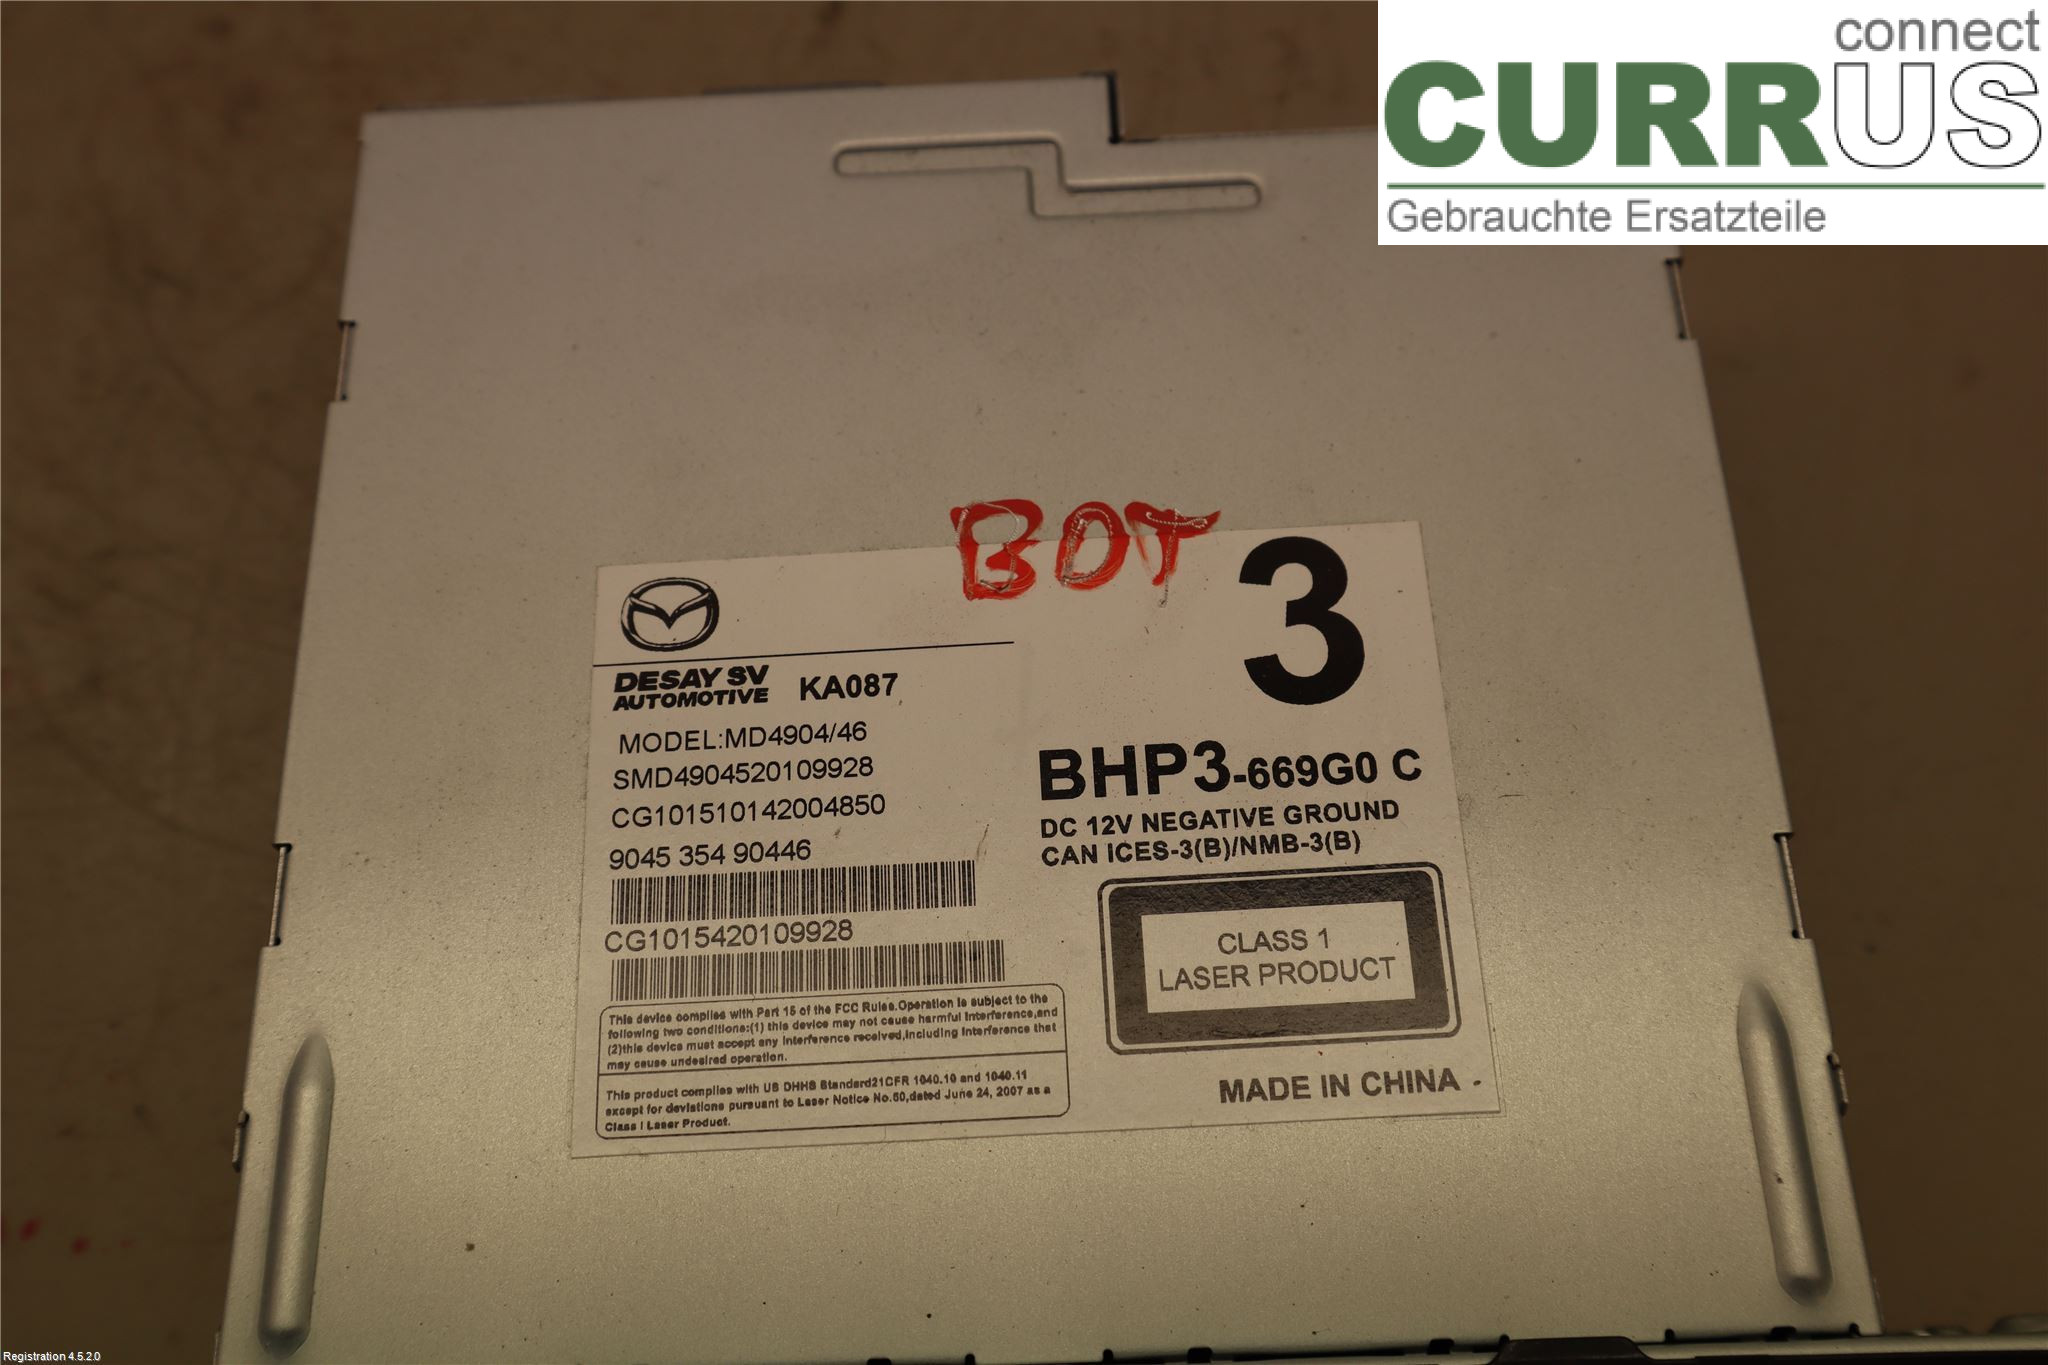 connect
CURRUS
Gebrauchte Ersatzteile
BOT
3
DESAY SV
AUTOMOTIVE
KA087
MODEL:MD4904/46
SMD4904520109928
CG101510142004850
9045 354 90446
CG1015420109928
This device complies with Part 15 of the FCC Rules.Operation is subject to the
following two conditions:(1) this device may not cause harmful interference,and
(2)this device must accept any interference received,including interference that
may cause undesired operation.
This product complies with US DHHS Standard21CFR 1040.10 and 1040.11
except for deviations pursuant to Laser Notice No.50,dated June 24, 2007 as a
Class I Laser Product.
BHP3-669G0 C
DC 12V NEGATIVE GROUND
CAN ICES-3(B)/NMB-3(B)
CLASS 1
LASER PRODUCT
MADE IN CHINA
Registration 4.5.2.0